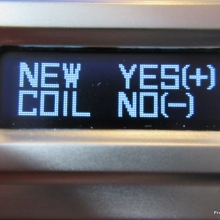 NEW YES(+)
COIL NO(-)